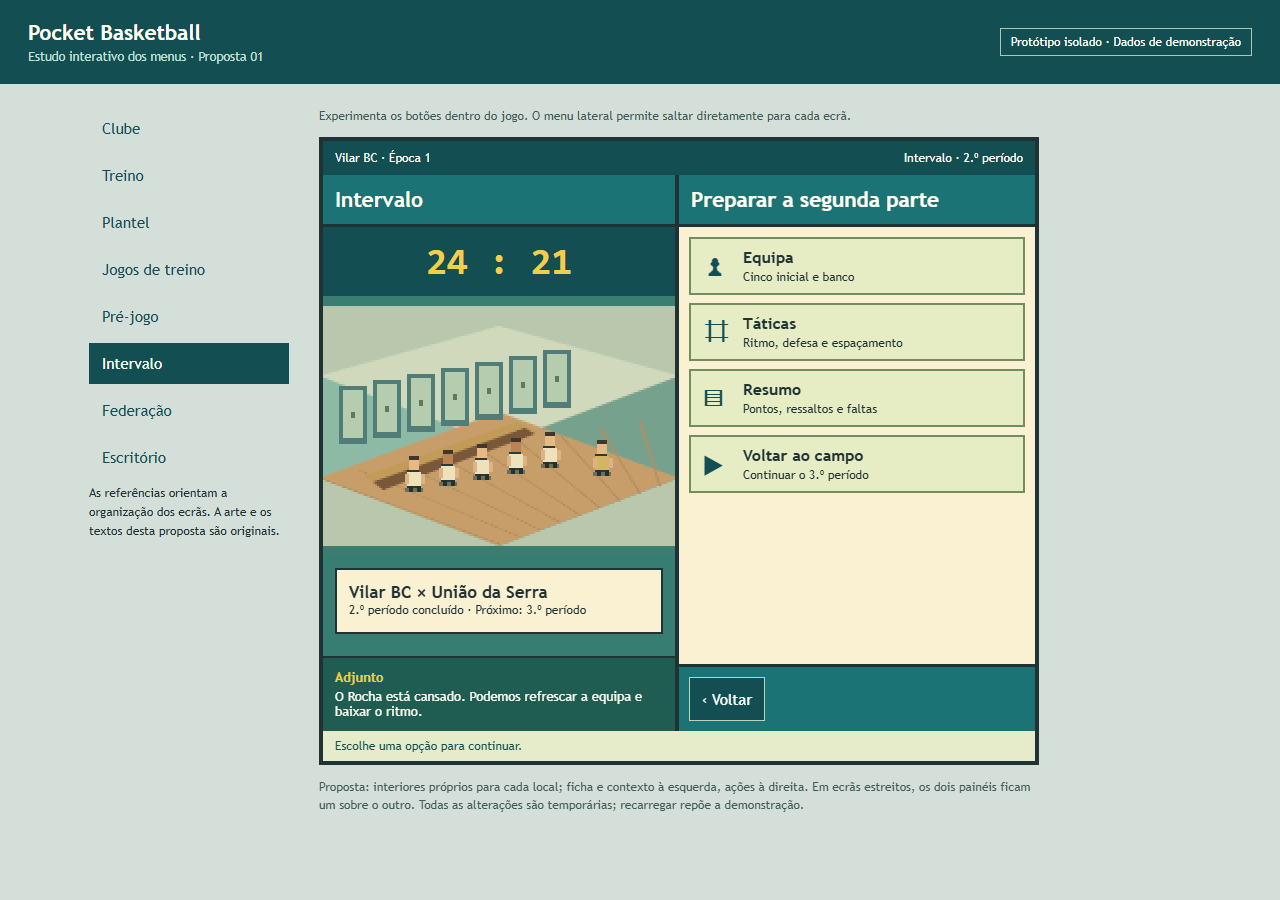 Pocket Basketball
Estudo interativo dos menus · Proposta 01
Protótipo isolado · Dados de demonstração
Clube
Treino
Plantel
Jogos de treino
Pré-jogo
Intervalo
Federação
Escritório
As referências orientam a
organização dos ecrãs. A arte e os
textos desta proposta são originais.
Experimenta os botões dentro do jogo. O menu lateral permite saltar diretamente para cada ecrã.
Vilar BC · Época 1
Intervalo · 2.º período
Intervalo
24 : 21
Vilar BC × União da Serra
2.º período concluído · Próximo: 3.º período
Adjunto
O Rocha está cansado. Podemos refrescar a equipa e
baixar o ritmo.
Preparar a segunda parte
Equipa
Cinco inicial e banco
Táticas
Ritmo, defesa e espaçamento
Resumo
Pontos, ressaltos e faltas
Voltar ao campo
Continuar o 3.º período
‹ Voltar
Escolhe uma opção para continuar.
Proposta: interiores próprios para cada local; ficha e contexto à esquerda, ações à direita. Em ecrãs estreitos, os dois painéis ficam
um sobre o outro. Todas as alterações são temporárias; recarregar repõe a demonstração.